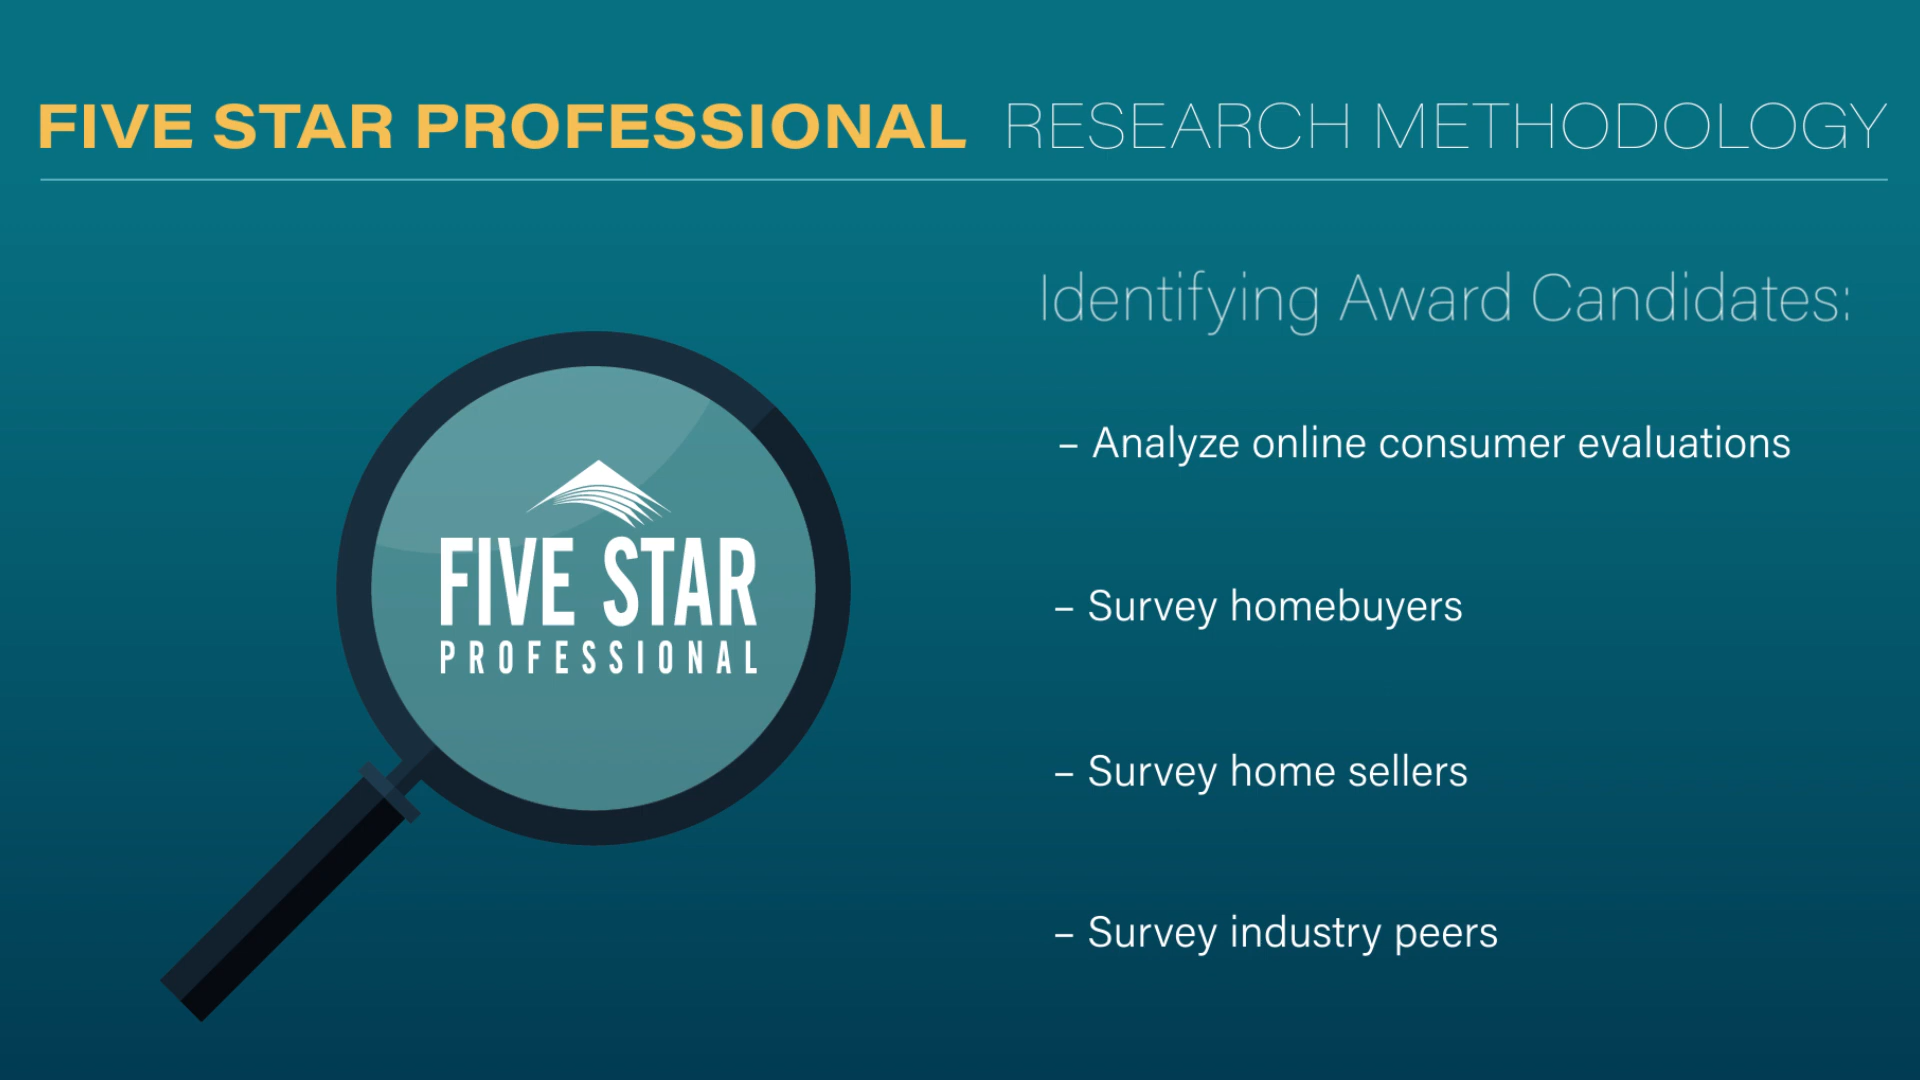 FIVE STAR PROFESSIONAL RESEARCH METHODOLOGY
FIVE STAR
PROFESSIONAL
Identifying Award Candidates:
– Analyze online consumer evaluations
– Survey homebuyers
– Survey home sellers
– Survey industry peers